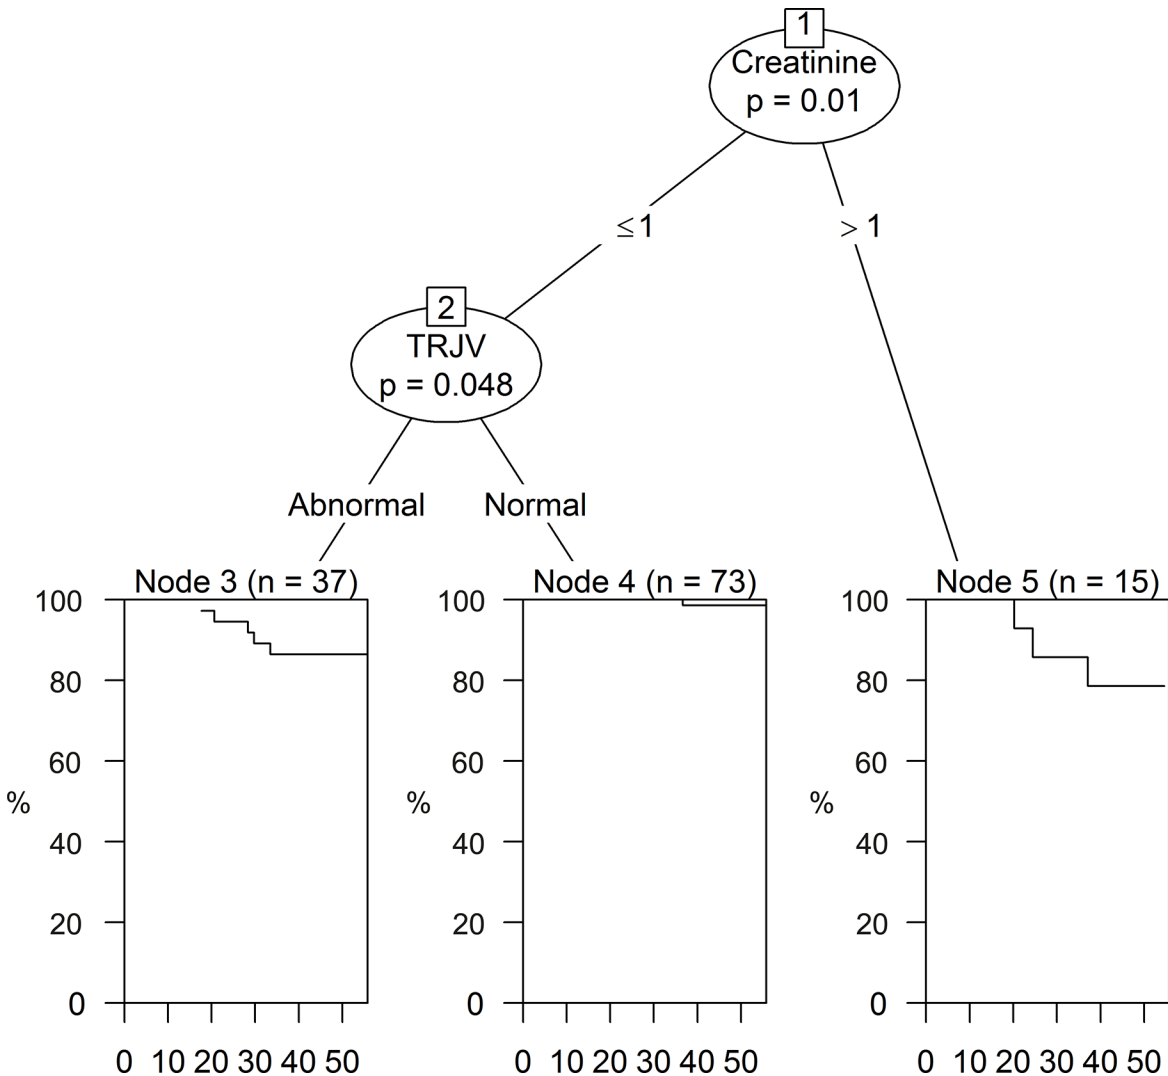 1
Creatinine
p = 0.01
≤ 1
> 1
2
TRJV
p = 0.048
Abnormal
Normal
Node 3 (n = 37)
100
80
60
%
40
20
0
0 10 20 30 40 50
Node 4 (n = 73)
100
80
60
%
40
20
0
0 10 20 30 40 50
Node 5 (n = 15)
100
80
60
%
40
20
0
0 10 20 30 40 50